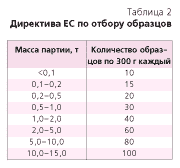 Таблица 2
Директива ЕС по отбору образцов
Масса партии, т Количество образ-
цов по 300 г каждый
<0,1 10
0,1–0,2 15
0,2–0,5 20
0,5–1,0 30
1,0–2,0 40
2,0–5,0 60
5,0–10,0 80
10,0–15,0 100